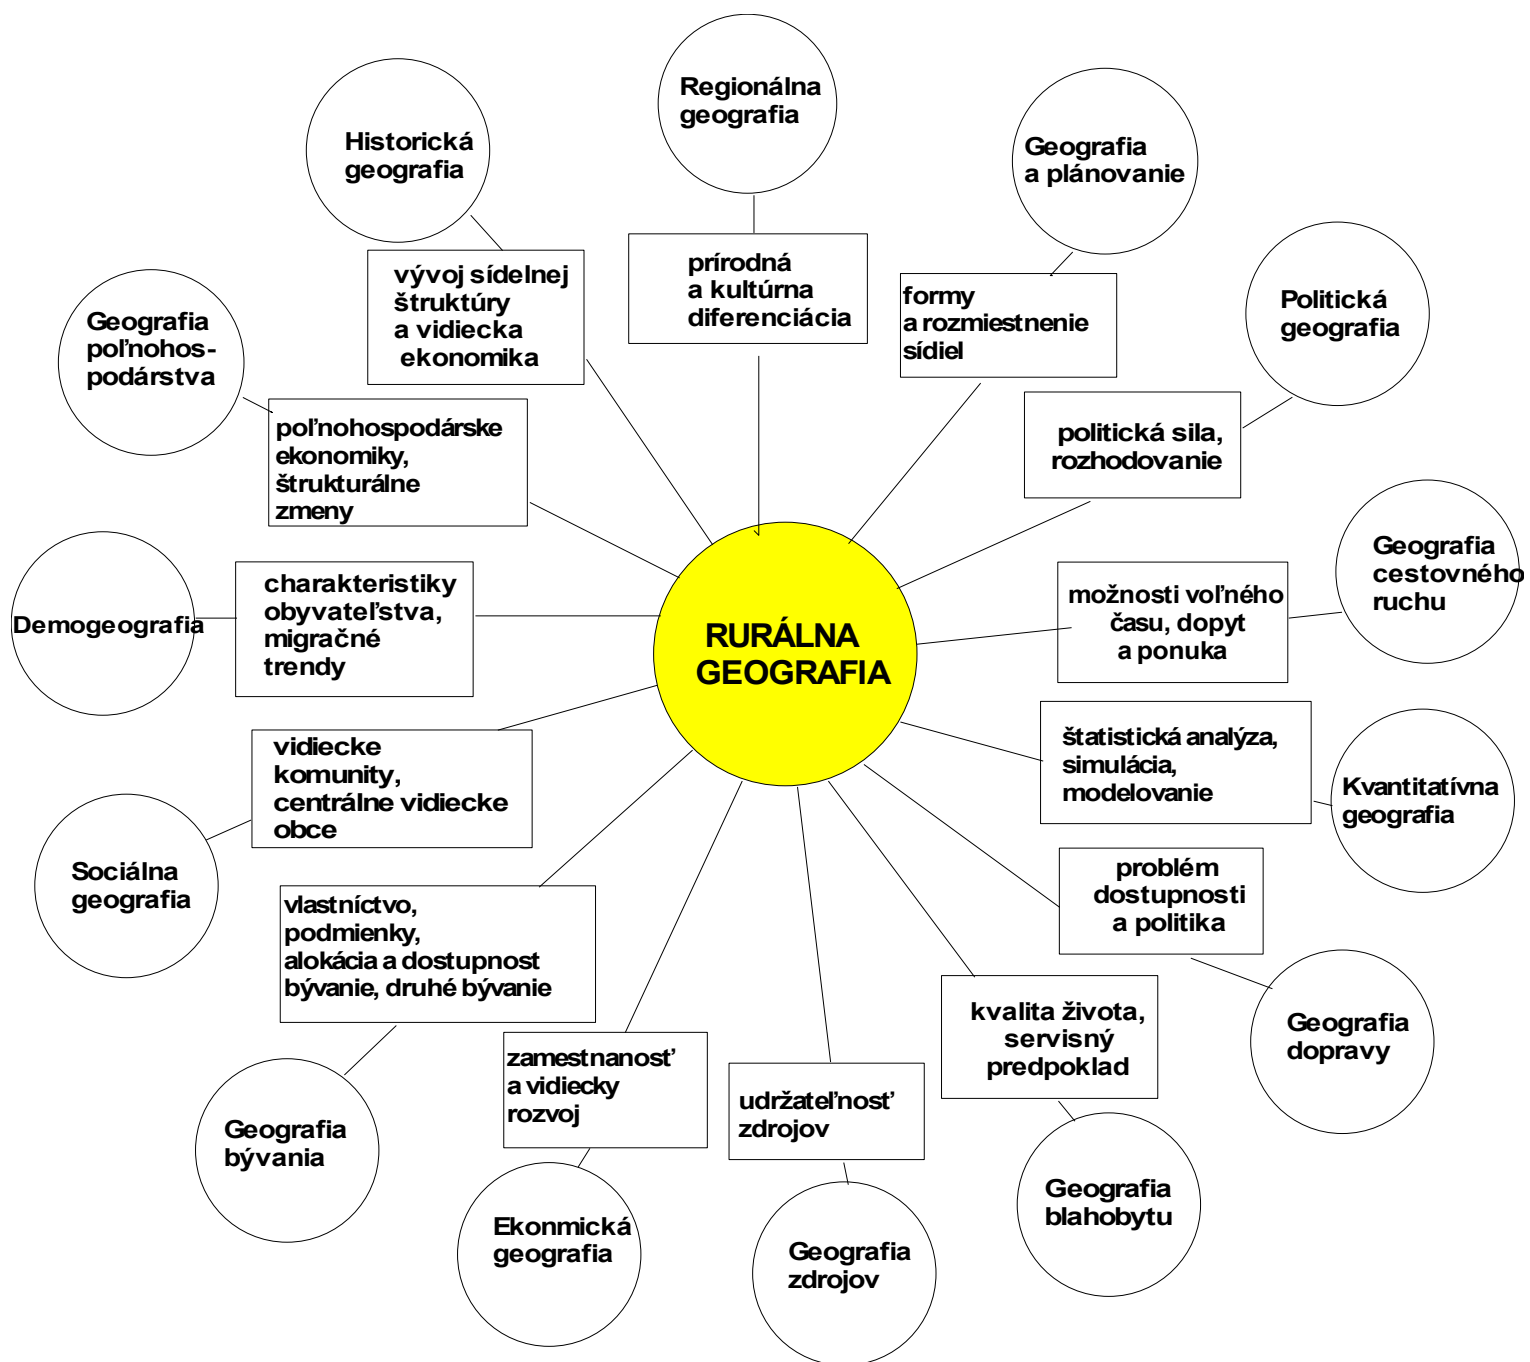 Regionálna
geografia
Historická
geografia
Geografia
a plánovanie
Politická
geografia
Geografia
poľnohos-
podárstva
vývoj sídelnej
štruktúry
a vidiecka
ekonomika
prírodná
a kultúrna
diferenciácia
formy
a rozmiestnenie
sídiel
politická sila,
rozhodovanie
poľnohospodárske
ekonomiky,
štrukturálne
zmeny
Demogeografia
charakteristiky
obyvateľstva,
migračné
trendy
RURÁLNA
GEOGRAFIA
možnosti voľného
času, dopyt
a ponuka
Geografia
cestovného
ruchu
vidiecke
komunity,
centrálne vidiecke
obce
štatistická analýza,
simulácia,
modelovanie
Kvantitatívna
geografia
Sociálna
geografia
vlastníctvo,
podmienky,
alokácia a dostupnost
bývanie, druhé bývanie
problém
dostupnosti
a politika
kvalita života,
servisný
predpoklad
Geografia
dopravy
zamestnanosť
a vidiecky
rozvoj
udržateľnosť
zdrojov
Geografia
bývania
Ekonmická
geografia
Geografia
zdrojov
Geografia
blahobytu